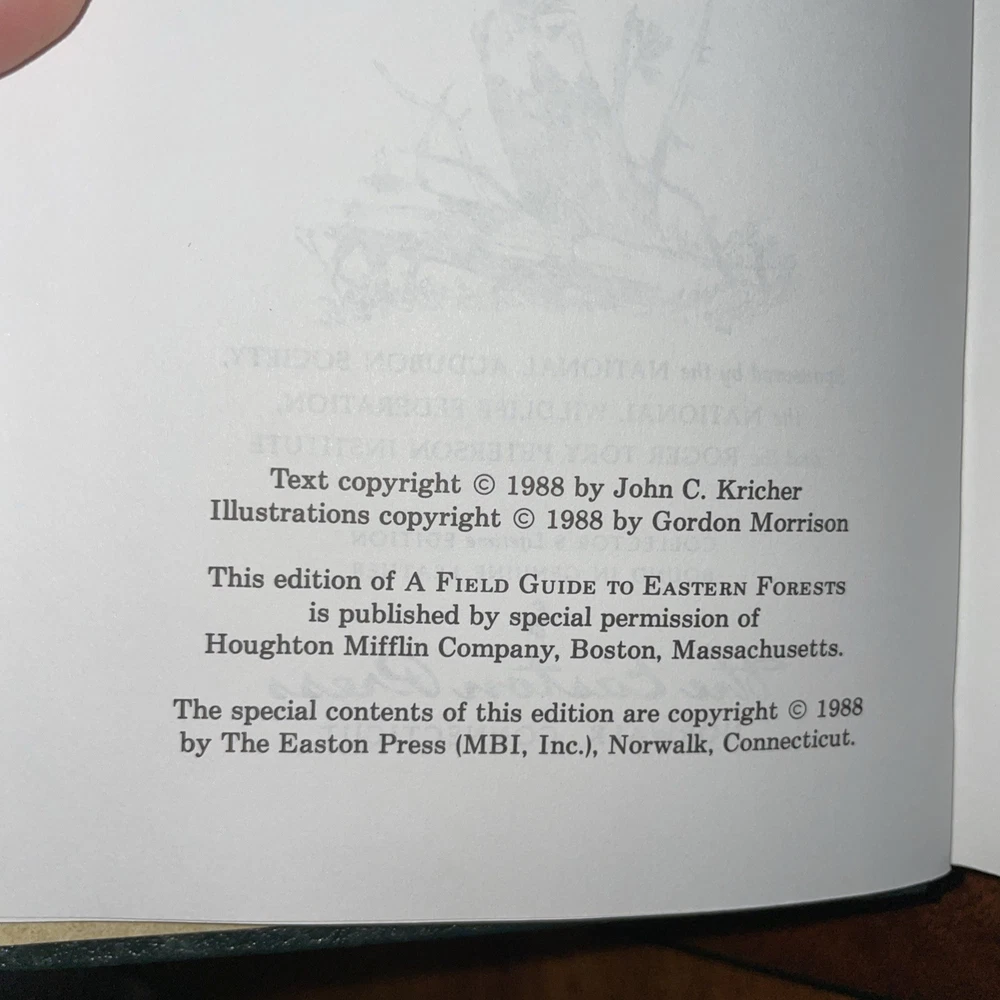 Text copyright © 1988 by John C. Kricher
Illustrations copyright © 1988 by Gordon Morrison
This edition of A FIELD GUIDE TO EASTERN FORESTS
is published by special permission of
Houghton Mifflin Company, Boston, Massachusetts.
The special contents of this edition are copyright © 1988
by The Easton Press (MBI, Inc.), Norwalk, Connecticut.